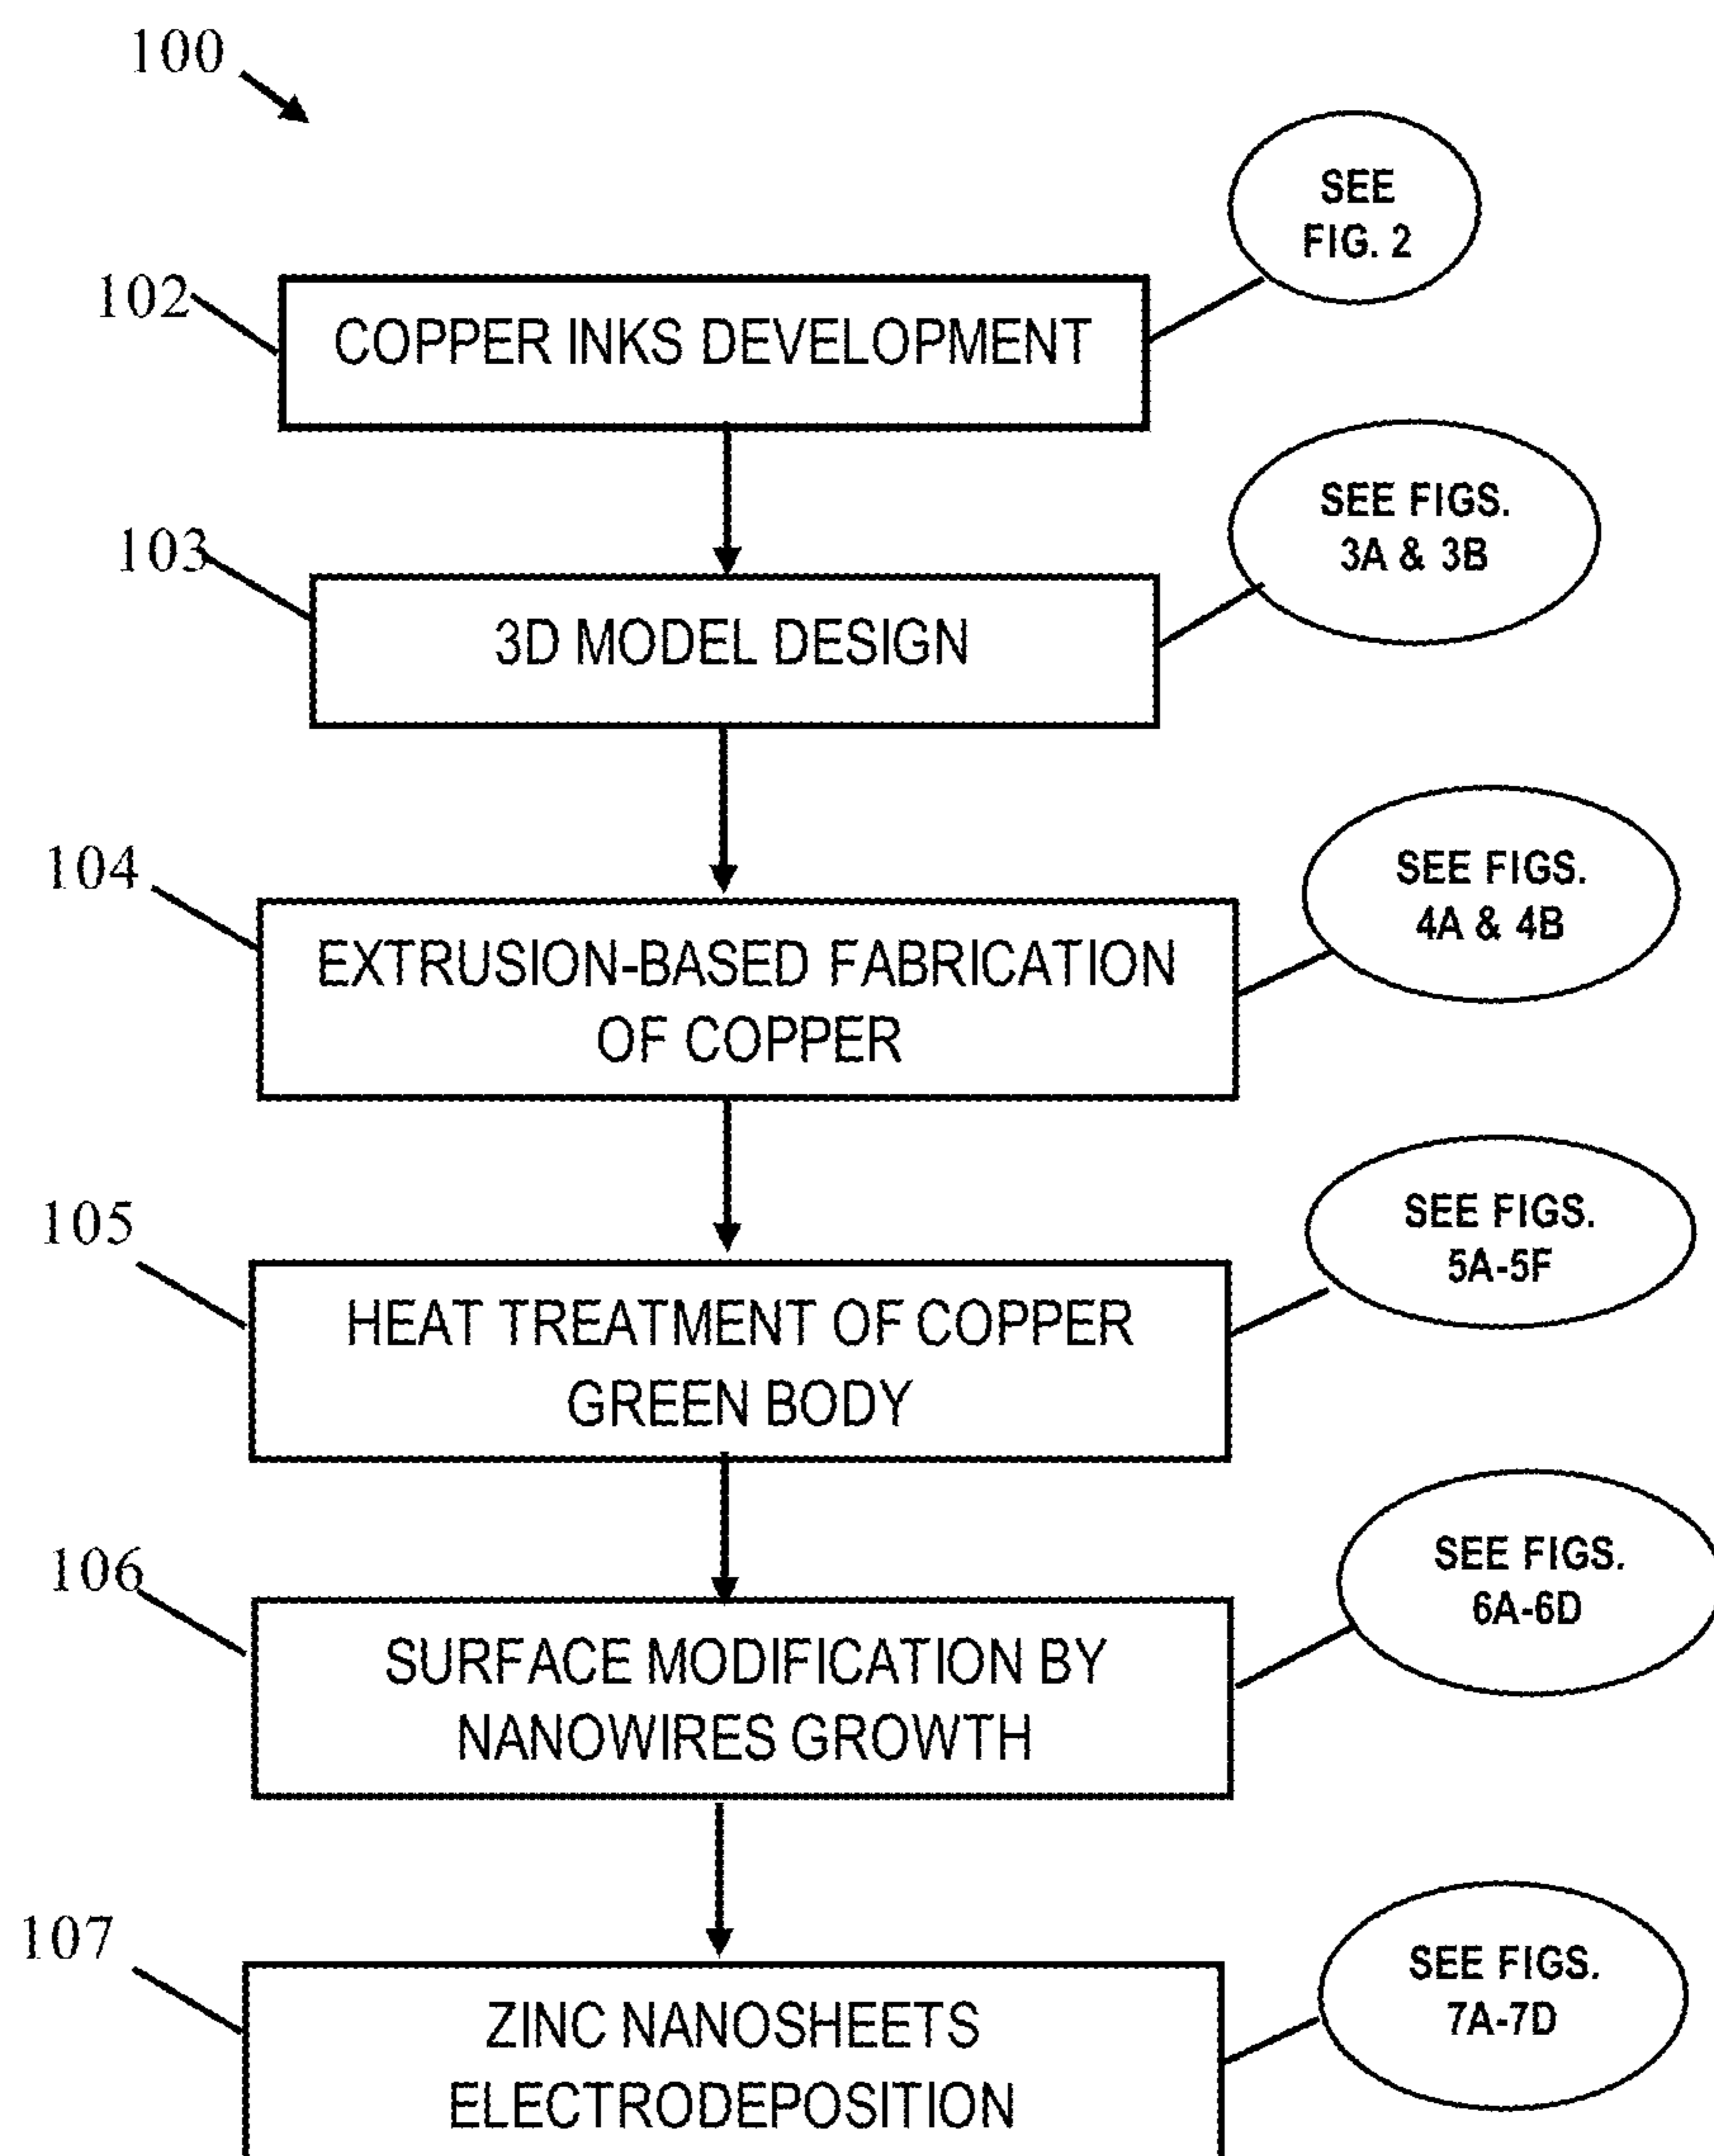 100
SEE
FIG. 2
102
COPPER INKS DEVELOPMENT
SEE FIGS.
3A & 3B
103
3D MODEL DESIGN
SEE FIGS.
4A & 4B
104
EXTRUSION-BASED FABRICATION
OF COPPER
SEE FIGS.
5A-5F
105
HEAT TREATMENT OF COPPER
GREEN BODY
SEE FIGS.
6A-6D
106
SURFACE MODIFICATION BY
NANOWIRES GROWTH
SEE FIGS.
7A-7D
107
ZINC NANOSHEETS
ELECTRODEPOSITION